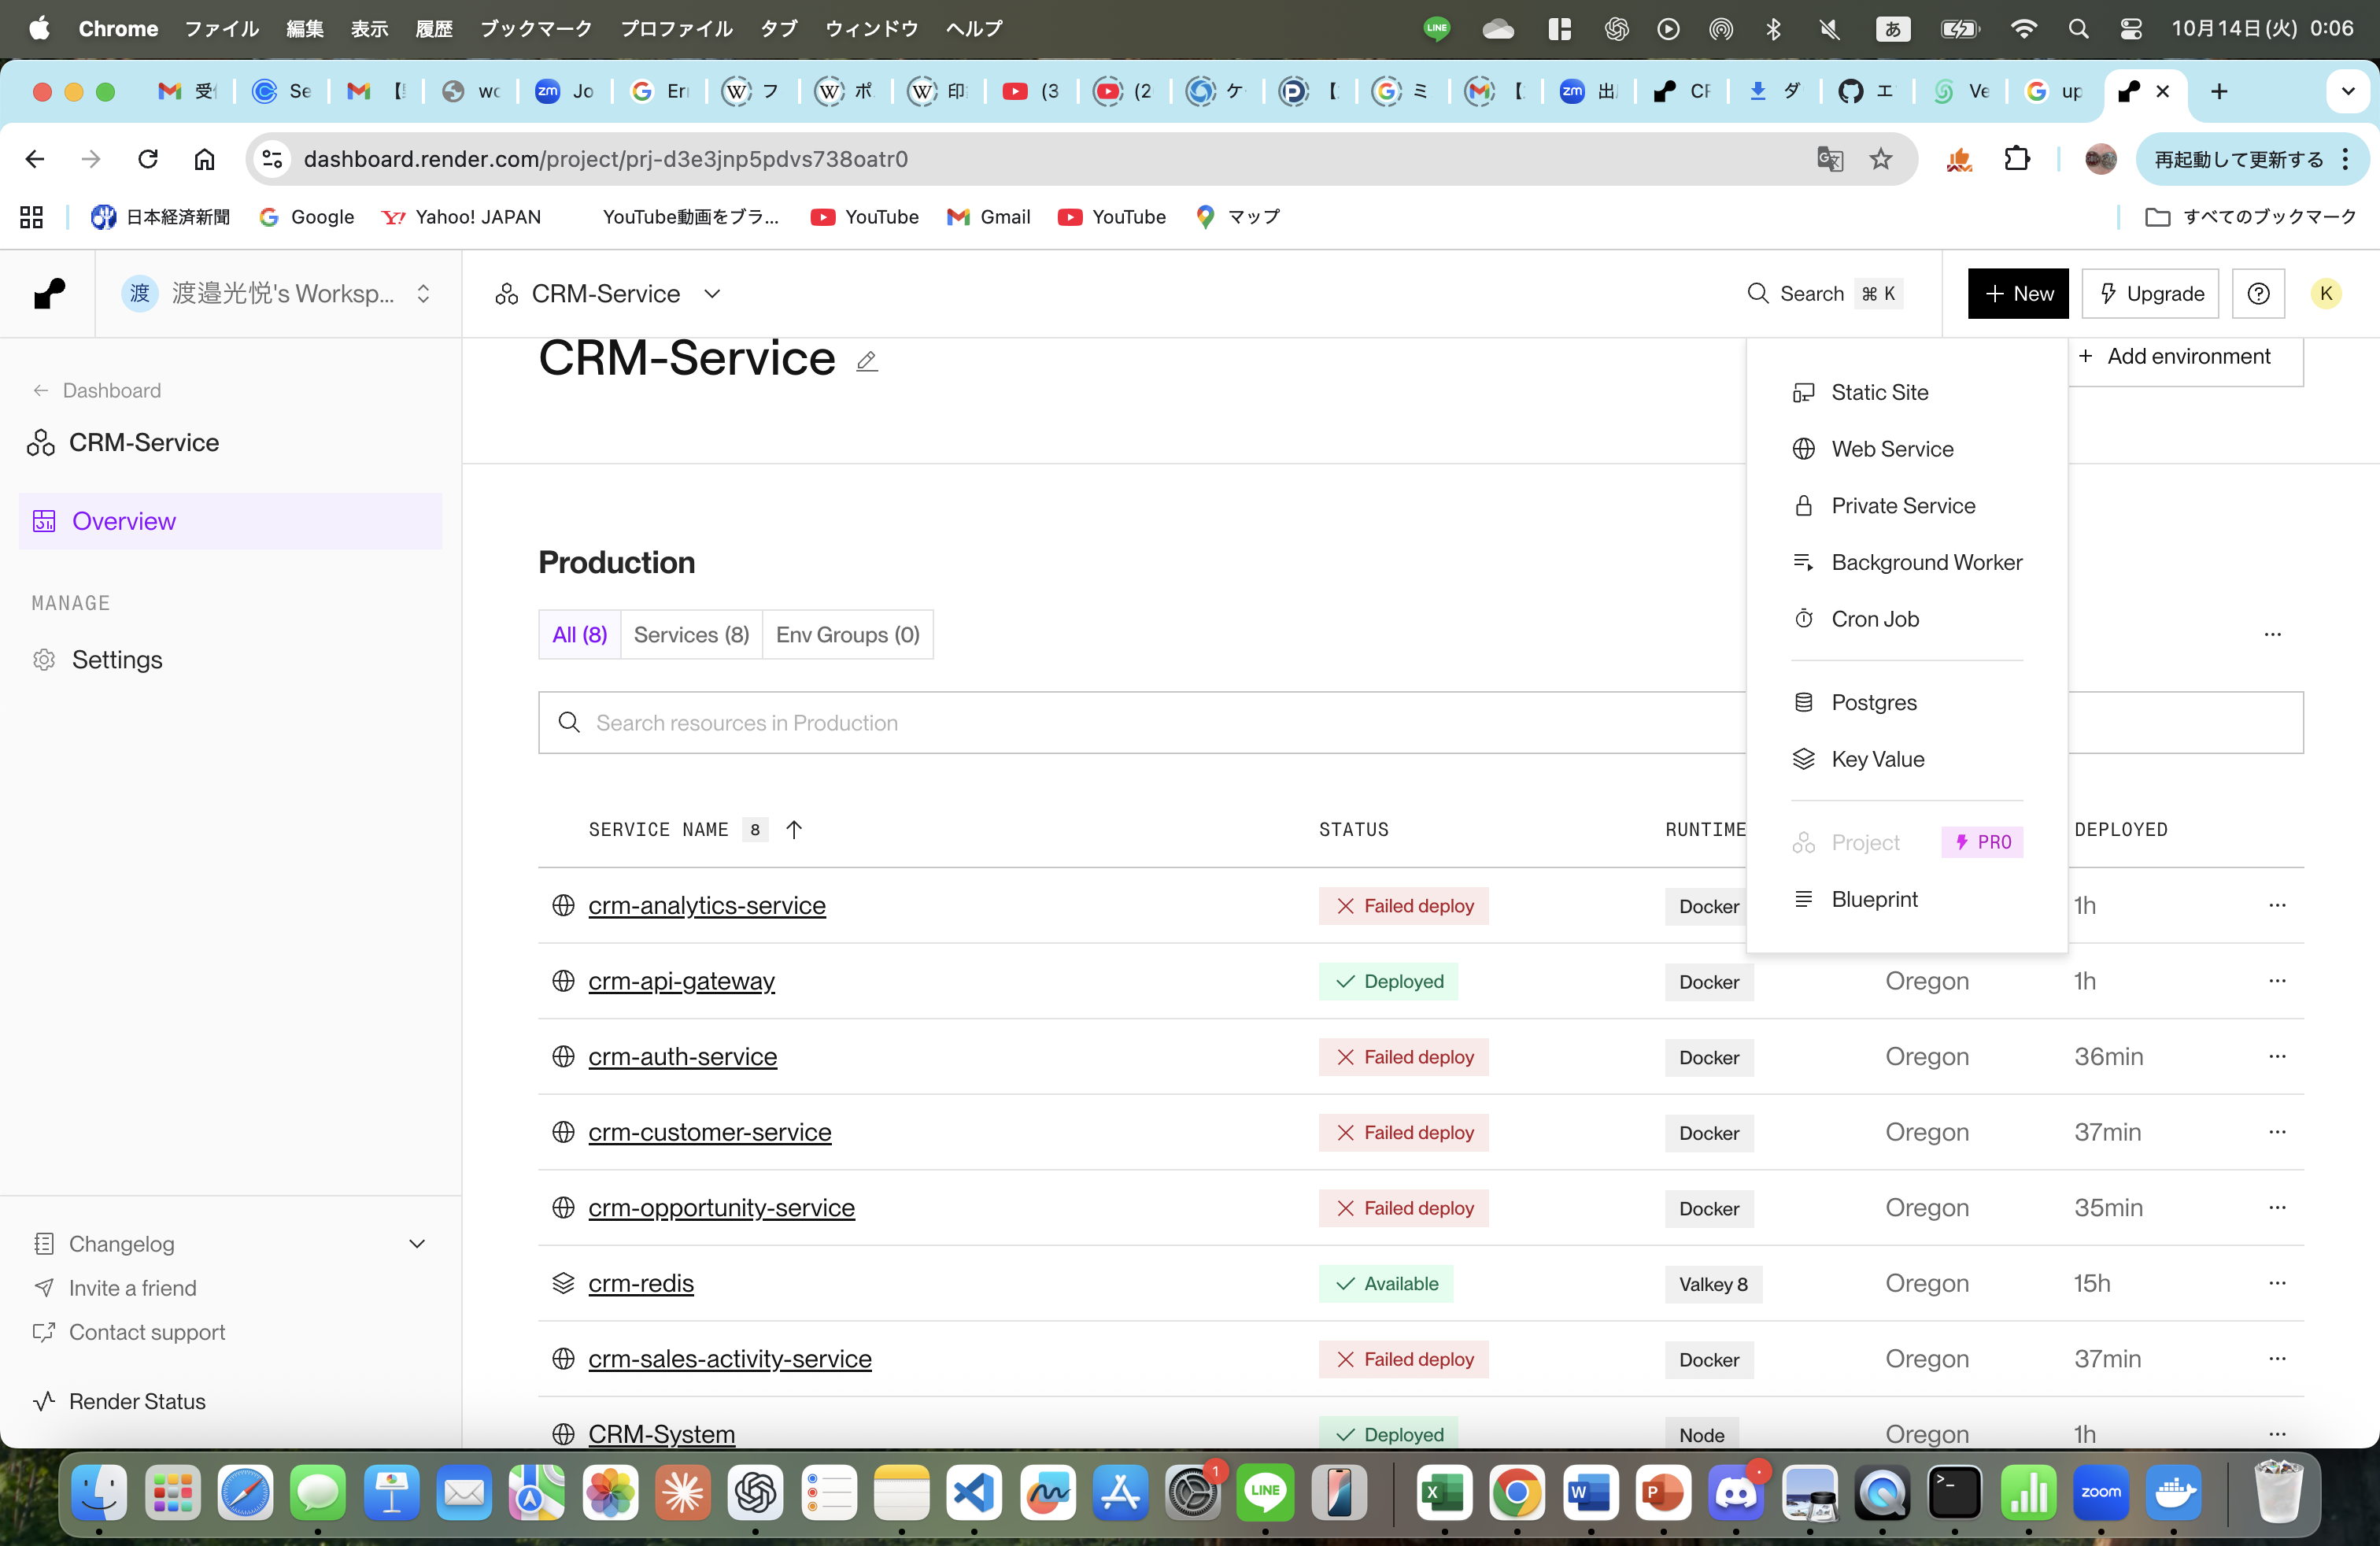 Chrome ファイル 編集 表示 履歴 ブックマーク プロファイル タブ ウィンドウ ヘルプ LINE あ 10月14日(火) 0:06
受 Se 【 wc zm Jo Eri W フ W ポ W 印 (3 (2 ケ 【 ミ 【 zm 出 CF ダ エ Ve up
dashboard.render.com/project/prj-d3e3jnp5pdvs738oatr0 再起動して更新する
日本経済新聞 Google Yahoo! JAPAN YouTube動画をブラ... YouTube Gmail YouTube マップ すべてのブックマーク
渡 渡邉光悦's Worksp... CRM-Service Search ⌘ K + New Upgrade K
← Dashboard
CRM-Service
Overview
MANAGE
Settings
Changelog
Invite a friend
Contact support
Render Status
CRM-Service
+ Add environment
Static Site
Web Service
Private Service
Background Worker
Cron Job
Postgres
Key Value
Project PRO
Blueprint
Production
All (8) Services (8) Env Groups (0) ...
Search resources in Production
SERVICE NAME 8 ↑ STATUS RUNTIME DEPLOYED
crm-analytics-service Failed deploy Docker 1h ...
crm-api-gateway Deployed Docker Oregon 1h ...
crm-auth-service Failed deploy Docker Oregon 36min ...
crm-customer-service Failed deploy Docker Oregon 37min ...
crm-opportunity-service Failed deploy Docker Oregon 35min ...
crm-redis Available Valkey 8 Oregon 15h ...
crm-sales-activity-service Failed deploy Docker Oregon 37min ...
CRM-System Deployed Node Oregon 1h ...
1 LINE X W P zoom